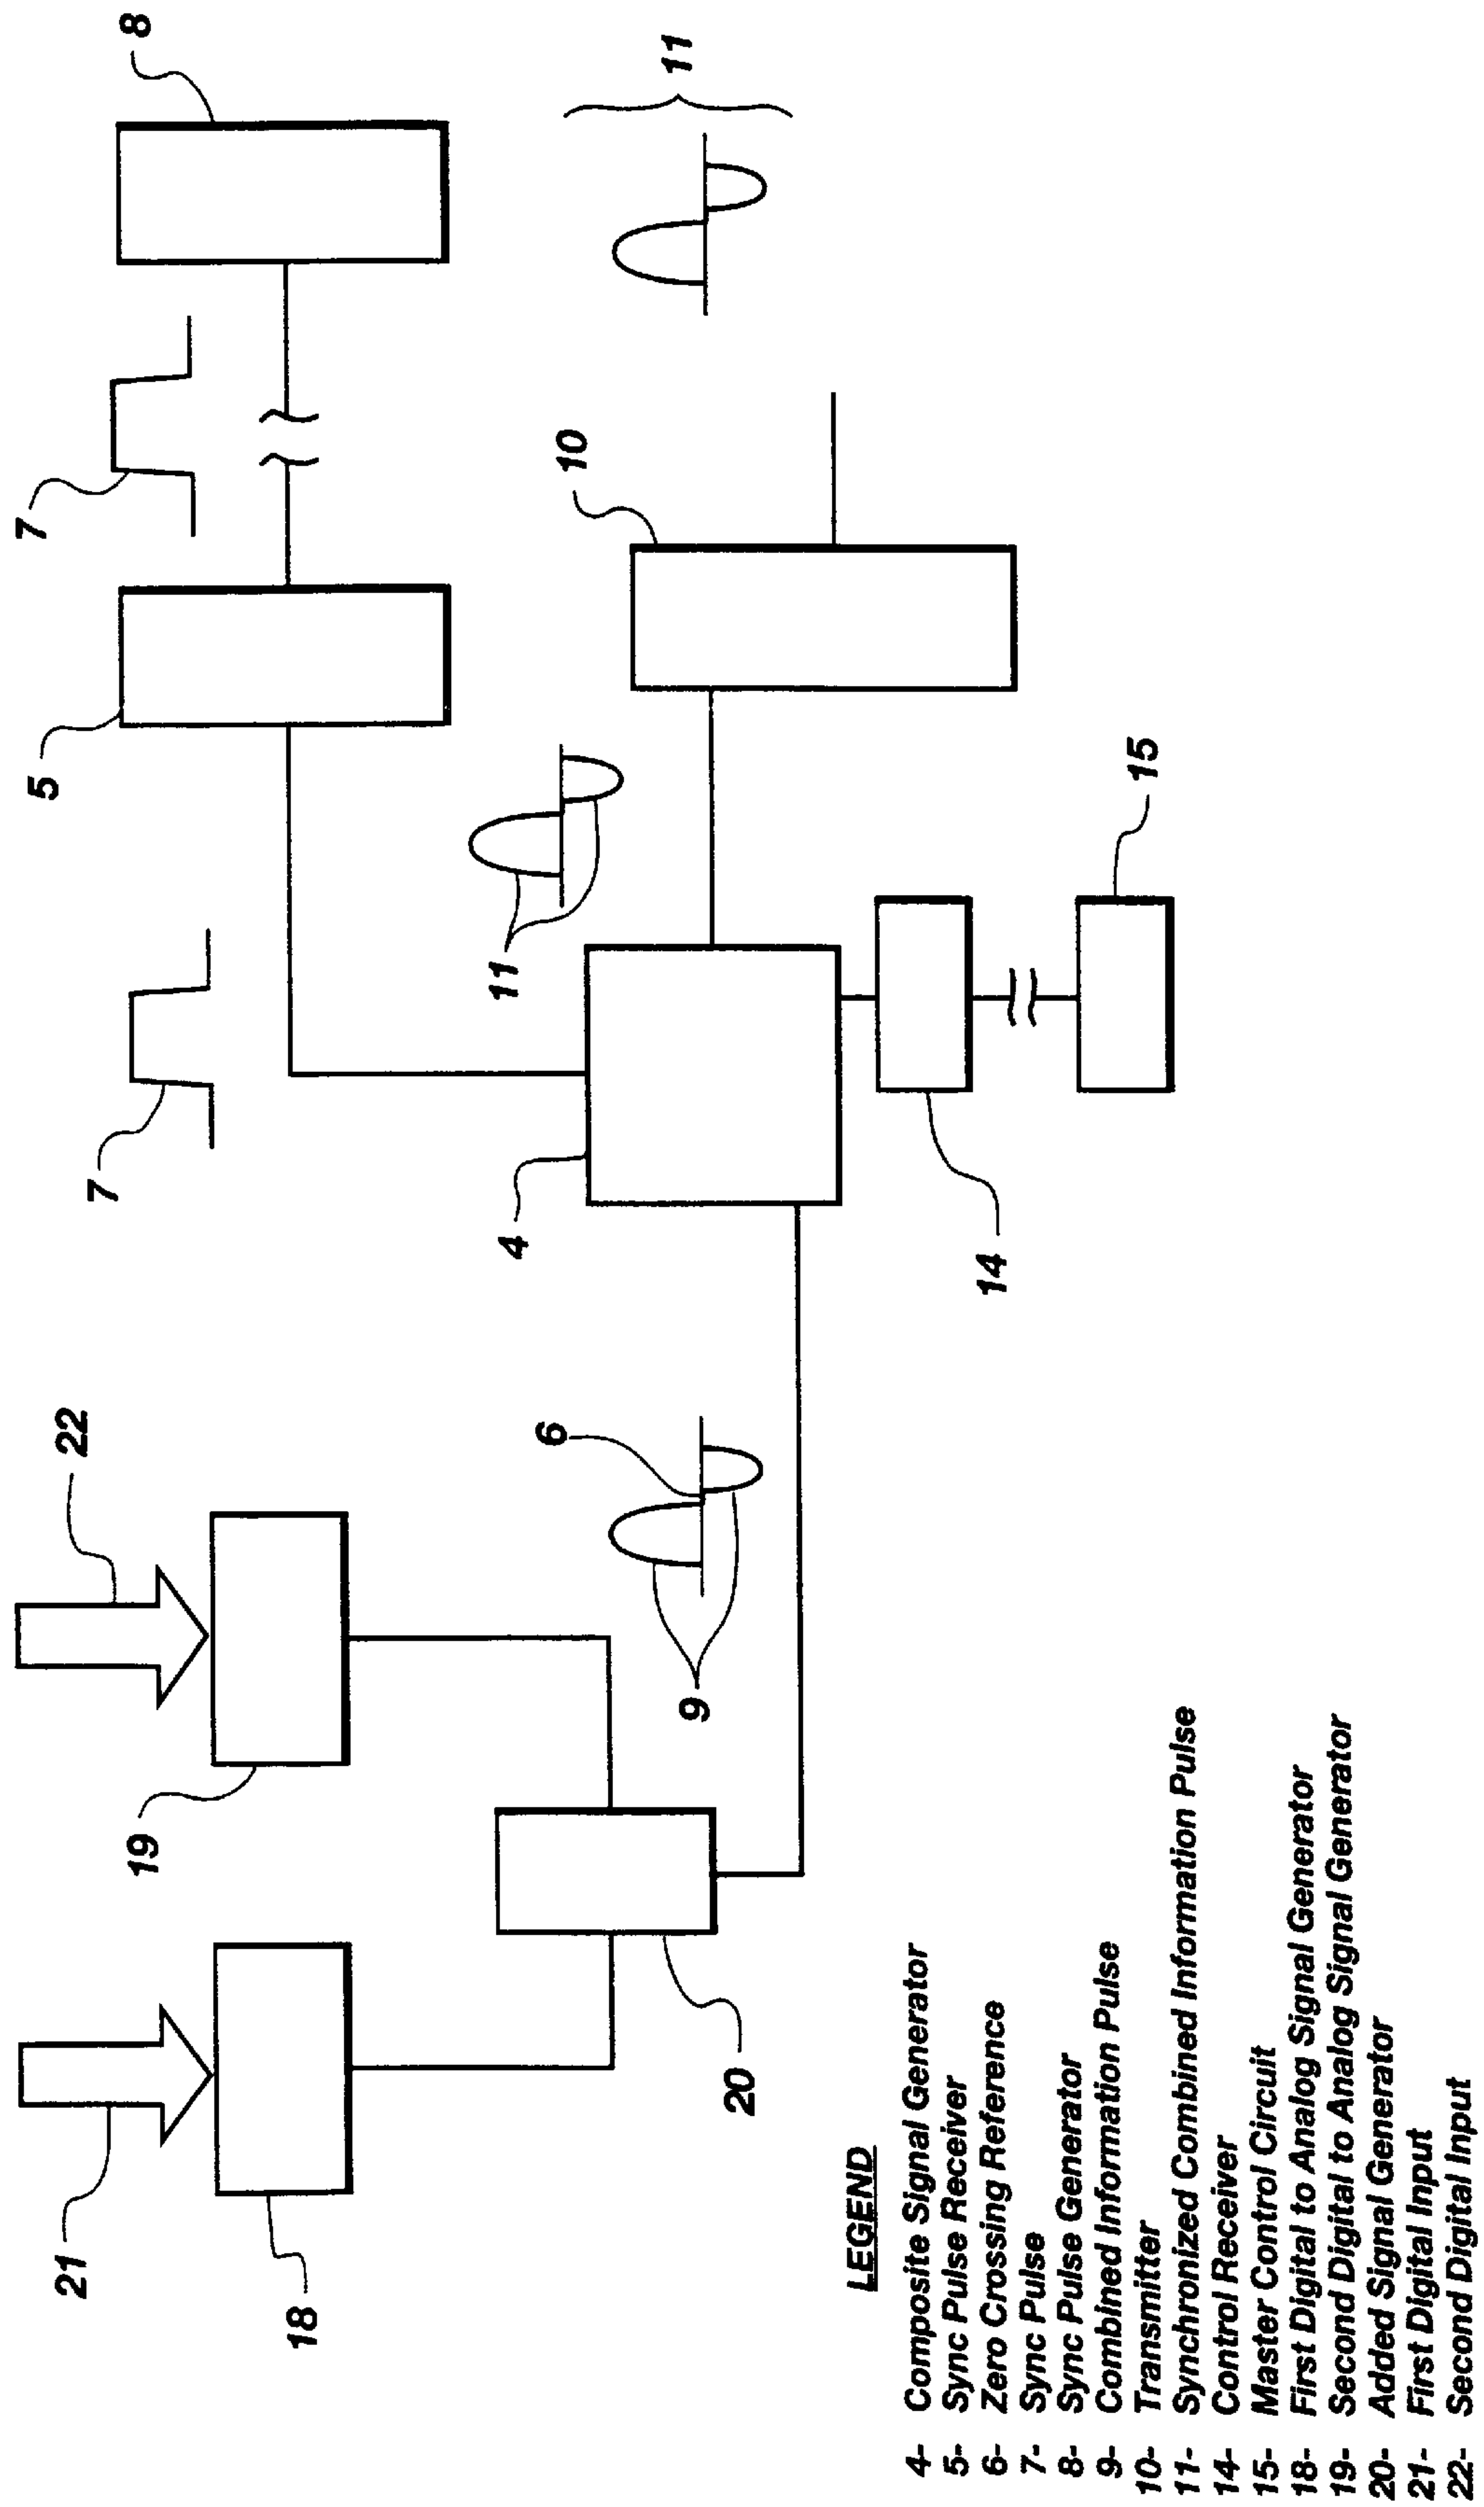 21
22
7
7
8
18
19
5
20
9
6
4
11
10
11
14
15
LEGEND
4- Composite Signal Generator
5- Sync Pulse Receiver
6- Zero Crossing Reference
7- Sync Pulse
8- Sync Pulse Generator
9- Combined Information Pulse
10- Transmitter
11- Synchronized Combined Information Pulse
14- Control Receiver
15- Master Control Circuit
18- First Digital to Analog Signal Generator
19- Second Digital to Analog Signal Generator
20- Added Signal Generator
21- First Digital Input
22- Second Digital Input